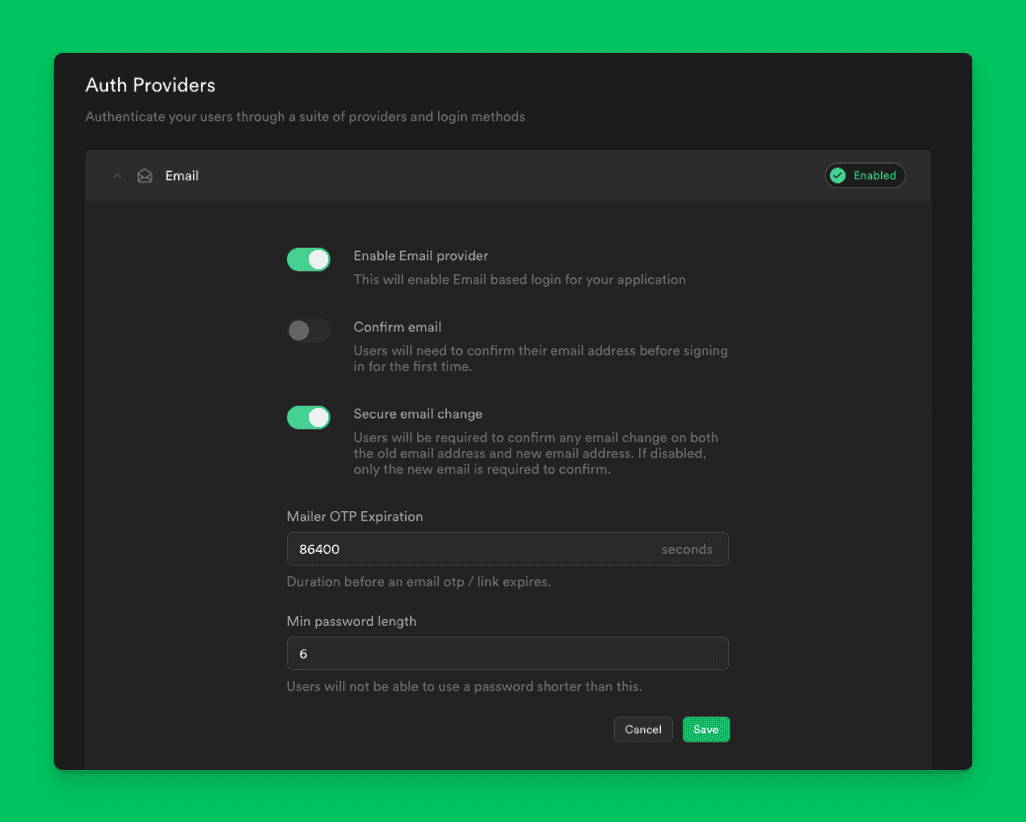 Auth Providers
Authenticate your users through a suite of providers and login methods
Email
Enabled
Enable Email provider
This will enable Email based login for your application
Confirm email
Users will need to confirm their email address before signing
in for the first time.
Secure email change
Users will be required to confirm any email change on both
the old email address and new email address. If disabled,
only the new email is required to confirm.
Mailer OTP Expiration
86400 seconds
Duration before an email otp / link expires.
Min password length
6
Users will not be able to use a password shorter than this.
Cancel Save